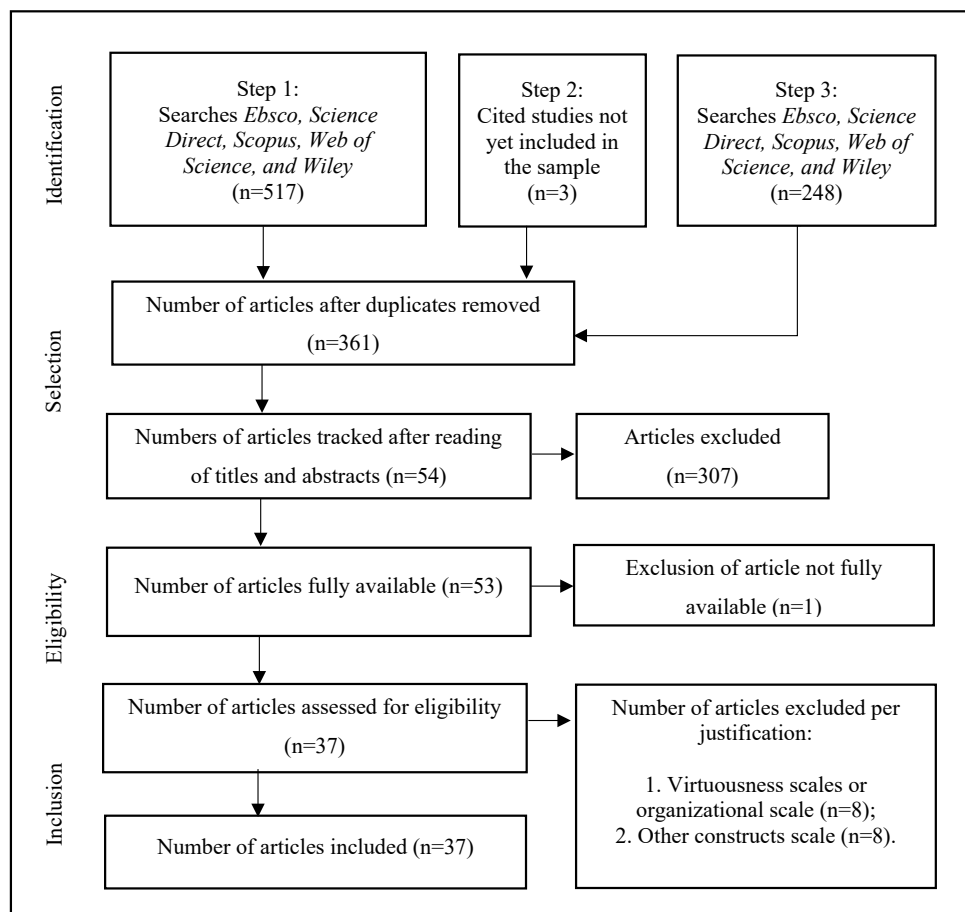 Identification
Step 1:
Searches Ebsco, Science
Direct, Scopus, Web of
Science, and Wiley
(n=517)
Step 2:
Cited studies not
yet included in
the sample
(n=3)
Step 3:
Searches Ebsco, Science
Direct, Scopus, Web of
Science, and Wiley
(n=248)
Selection
Number of articles after duplicates removed
(n=361)
Numbers of articles tracked after reading
of titles and abstracts (n=54)
Articles excluded
(n=307)
Eligibility
Number of articles fully available (n=53)
Exclusion of article not fully
available (n=1)
Inclusion
Number of articles assessed for eligibility
(n=37)
Number of articles excluded per
justification:
1. Virtuousness scales or
organizational scale (n=8);
2. Other constructs scale (n=8).
Number of articles included (n=37)